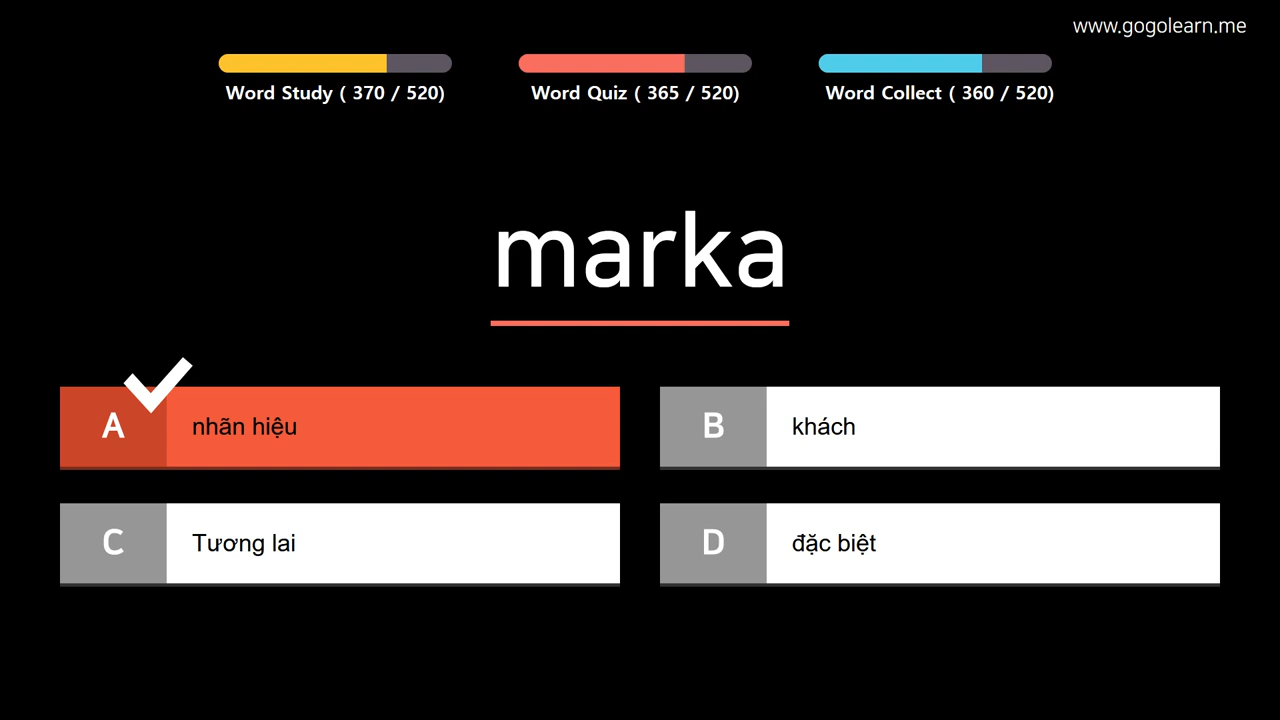 www.gogolearn.me
Word Study ( 370 / 520)
Word Quiz ( 365 / 520)
Word Collect ( 360 / 520)
marka
A
nhãn hiệu
B
khách
C
Tương lai
D
đặc biệt